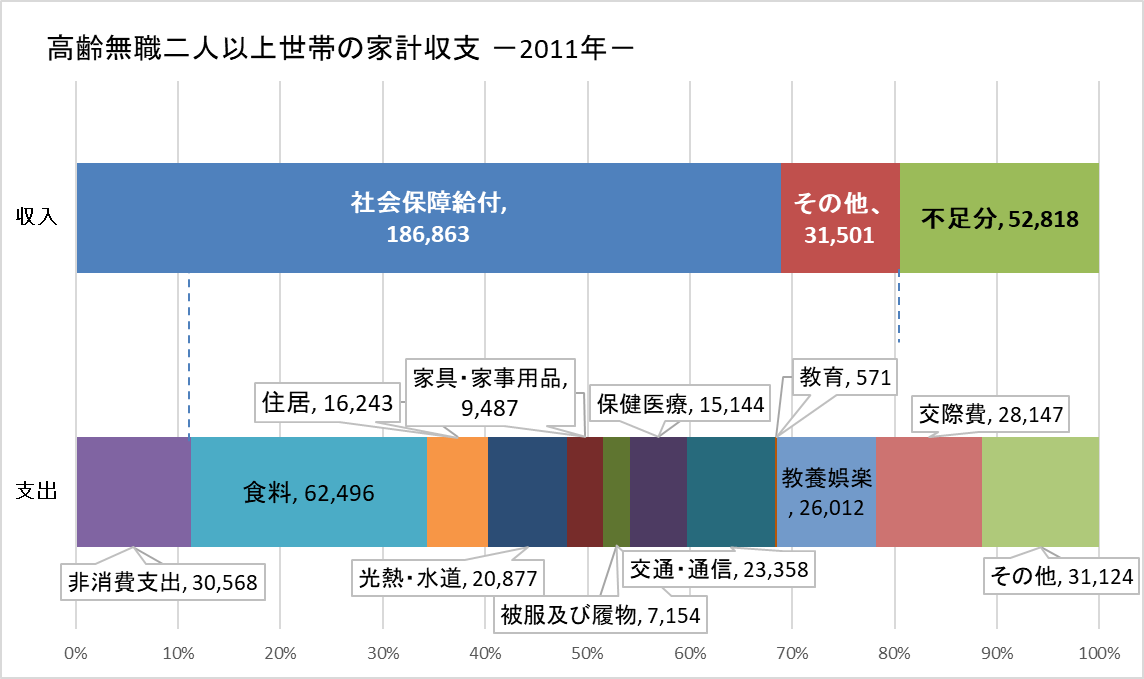 高齢無職二人以上世帯の家計収支 －2011年－
収入
社会保障給付,
186,863
その他、
31,501
不足分, 52,818
住居, 16,243
家具・家事用品,
9,487
保健医療, 15,144
教育, 571
交際費, 28,147
支出
食料, 62,496
教養娯楽
, 26,012
非消費支出, 30,568
光熱・水道, 20,877
被服及び履物, 7,154
交通・通信, 23,358
その他, 31,124
0%
10%
20%
30%
40%
50%
60%
70%
80%
90%
100%